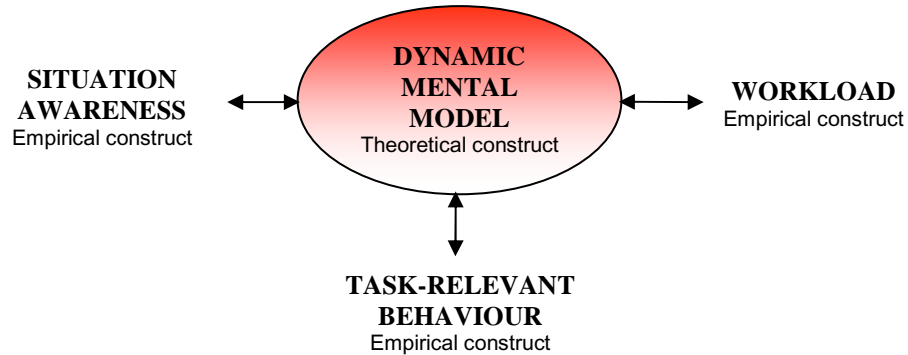 DYNAMIC
MENTAL
MODEL
Theoretical construct
SITUATION
AWARENESS
Empirical construct
WORKLOAD
Empirical construct
TASK-RELEVANT
BEHAVIOUR
Empirical construct